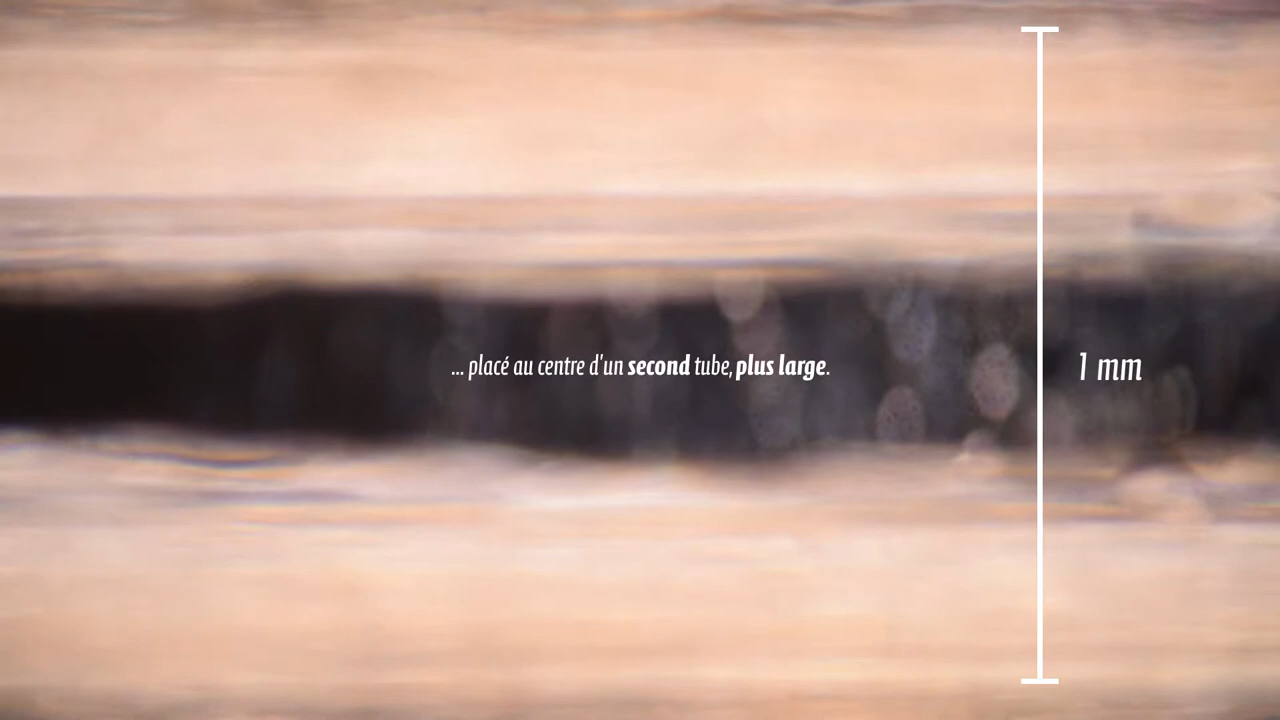 ... placé au centre d'un second tube, plus large.
1 mm